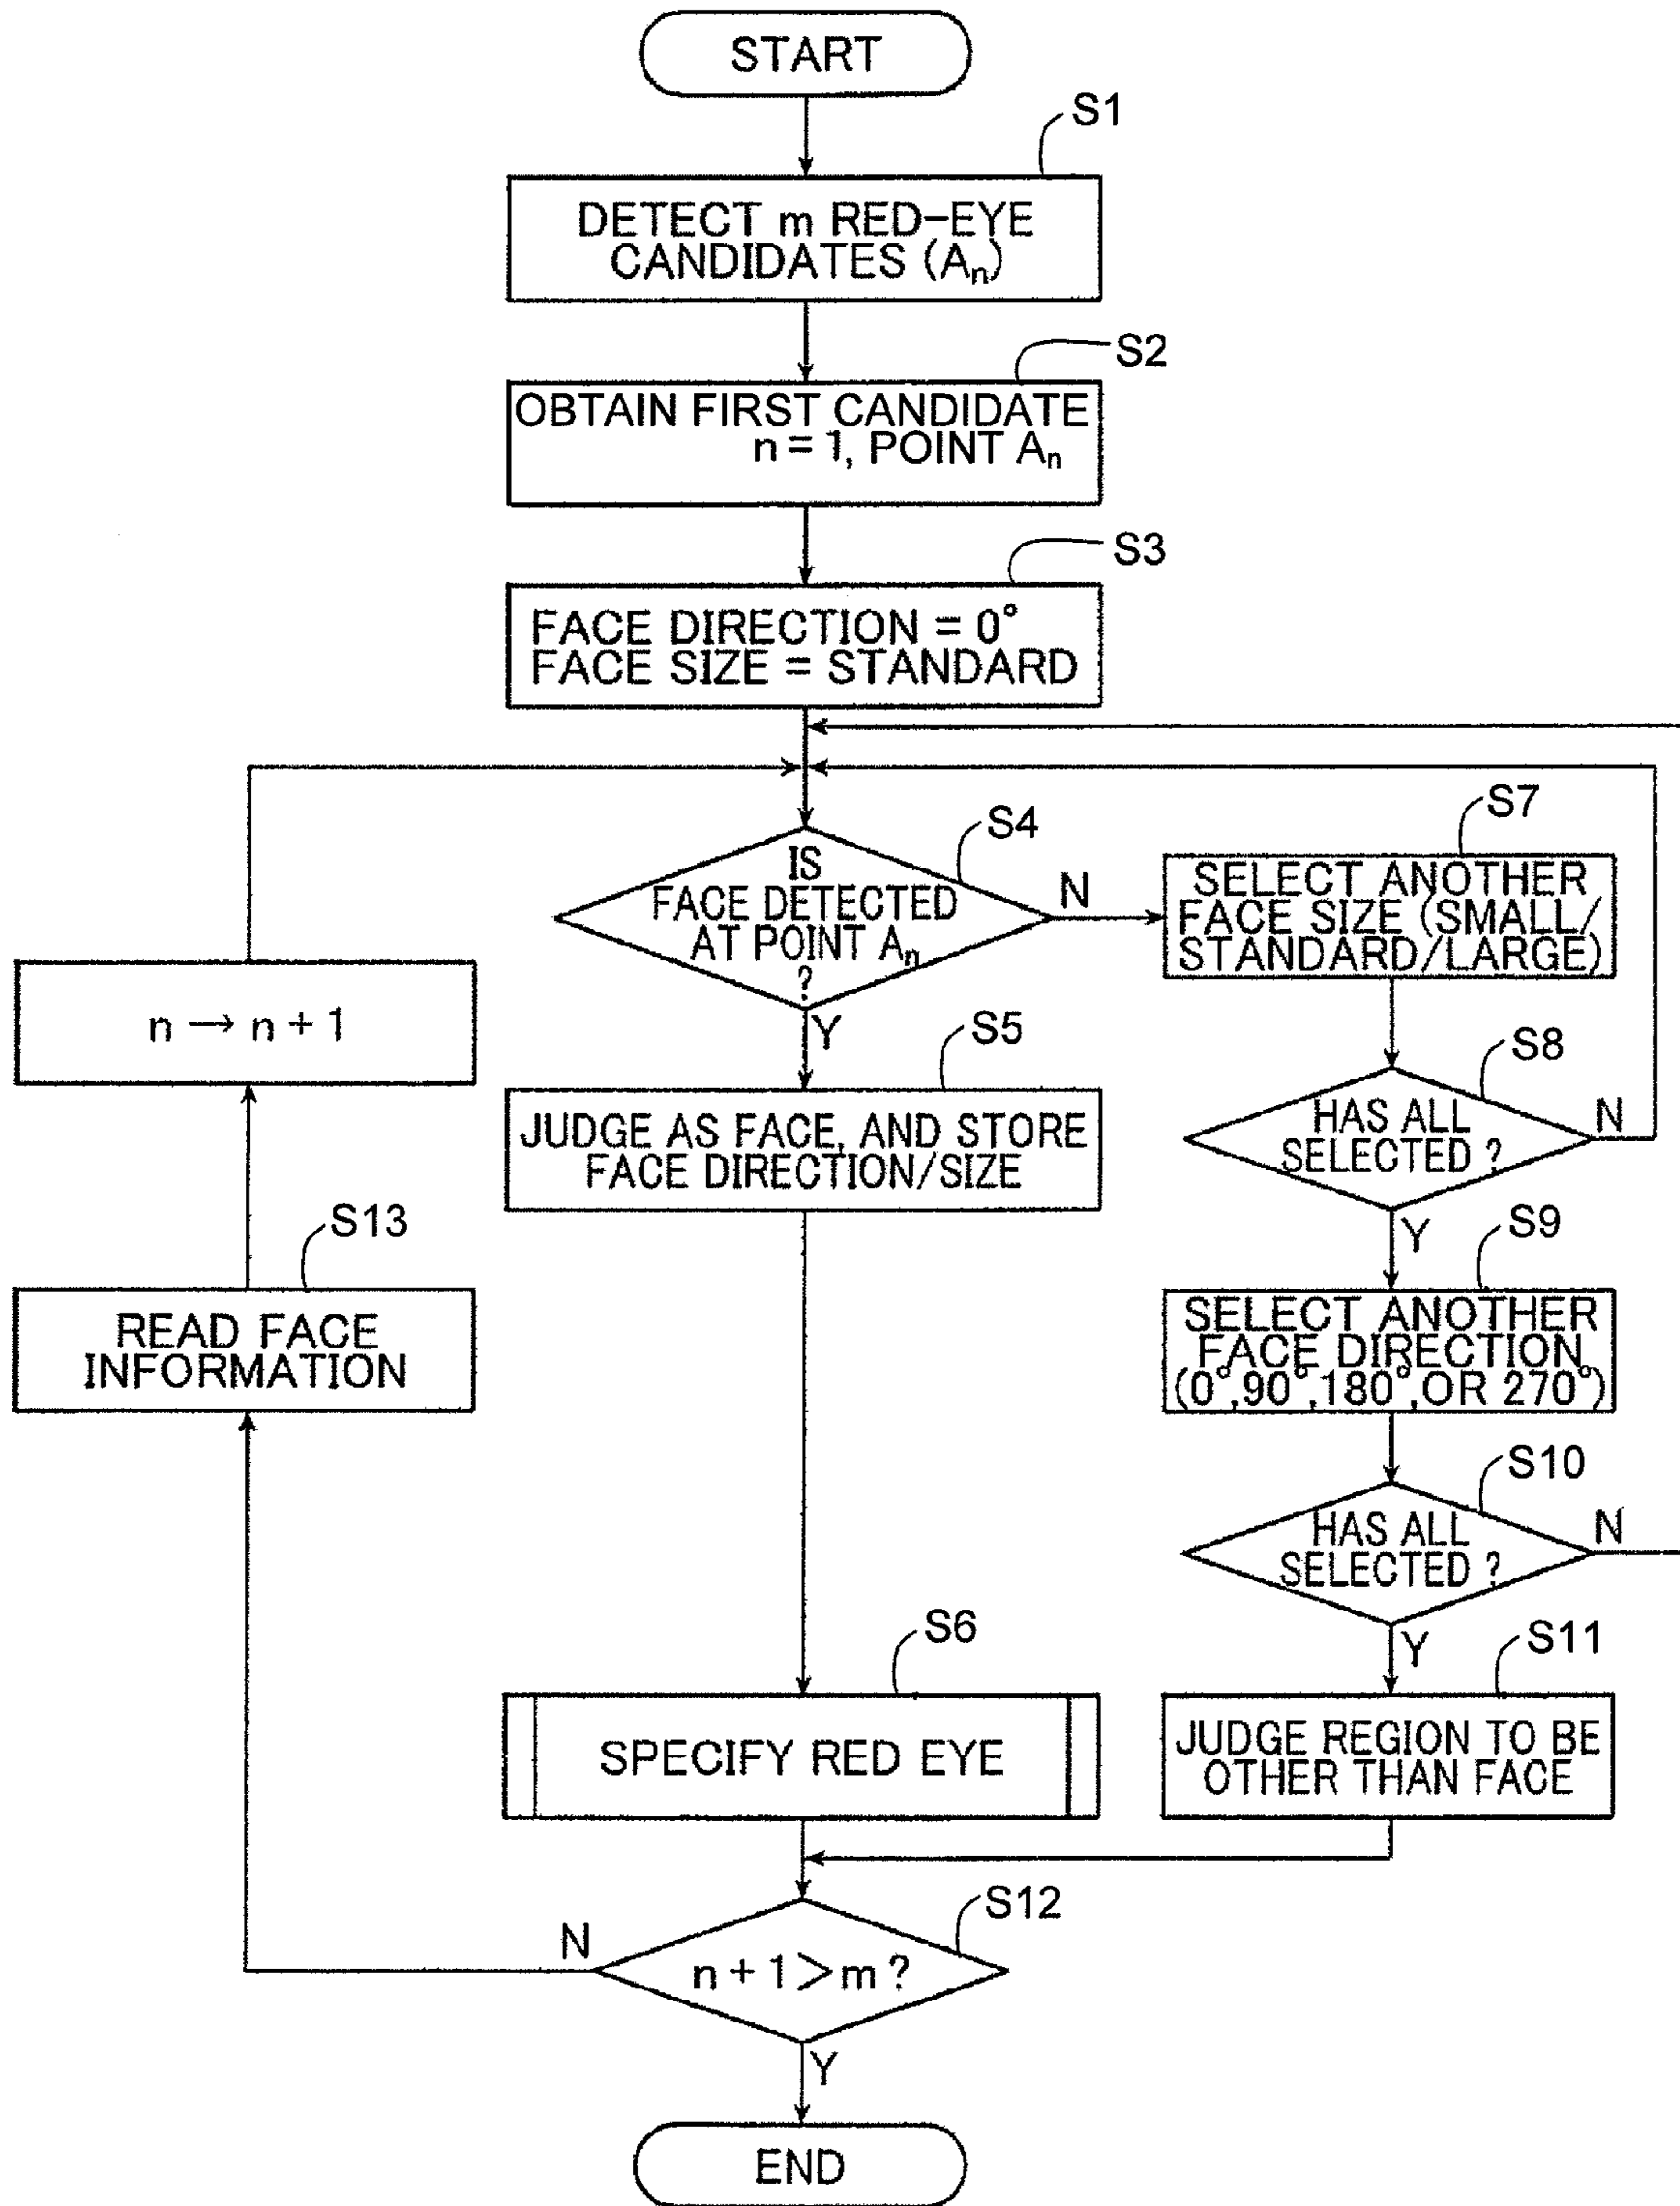 START
S1
DETECT m RED-EYE
CANDIDATES (An)
S2
OBTAIN FIRST CANDIDATE
n = 1, POINT An
S3
FACE DIRECTION = 0°
FACE SIZE = STANDARD
S4
IS
FACE DETECTED
AT POINT An
?
N
Y
S7
SELECT ANOTHER
FACE SIZE (SMALL/
STANDARD/LARGE)
n → n + 1
S5
JUDGE AS FACE, AND STORE
FACE DIRECTION/SIZE
S8
HAS ALL
SELECTED ?
N
Y
S13
READ FACE
INFORMATION
S9
SELECT ANOTHER
FACE DIRECTION
(0°,90°,180°,OR 270°)
S10
HAS ALL
SELECTED ?
N
Y
S6
SPECIFY RED EYE
S11
JUDGE REGION TO BE
OTHER THAN FACE
S12
n + 1 > m ?
N
Y
END